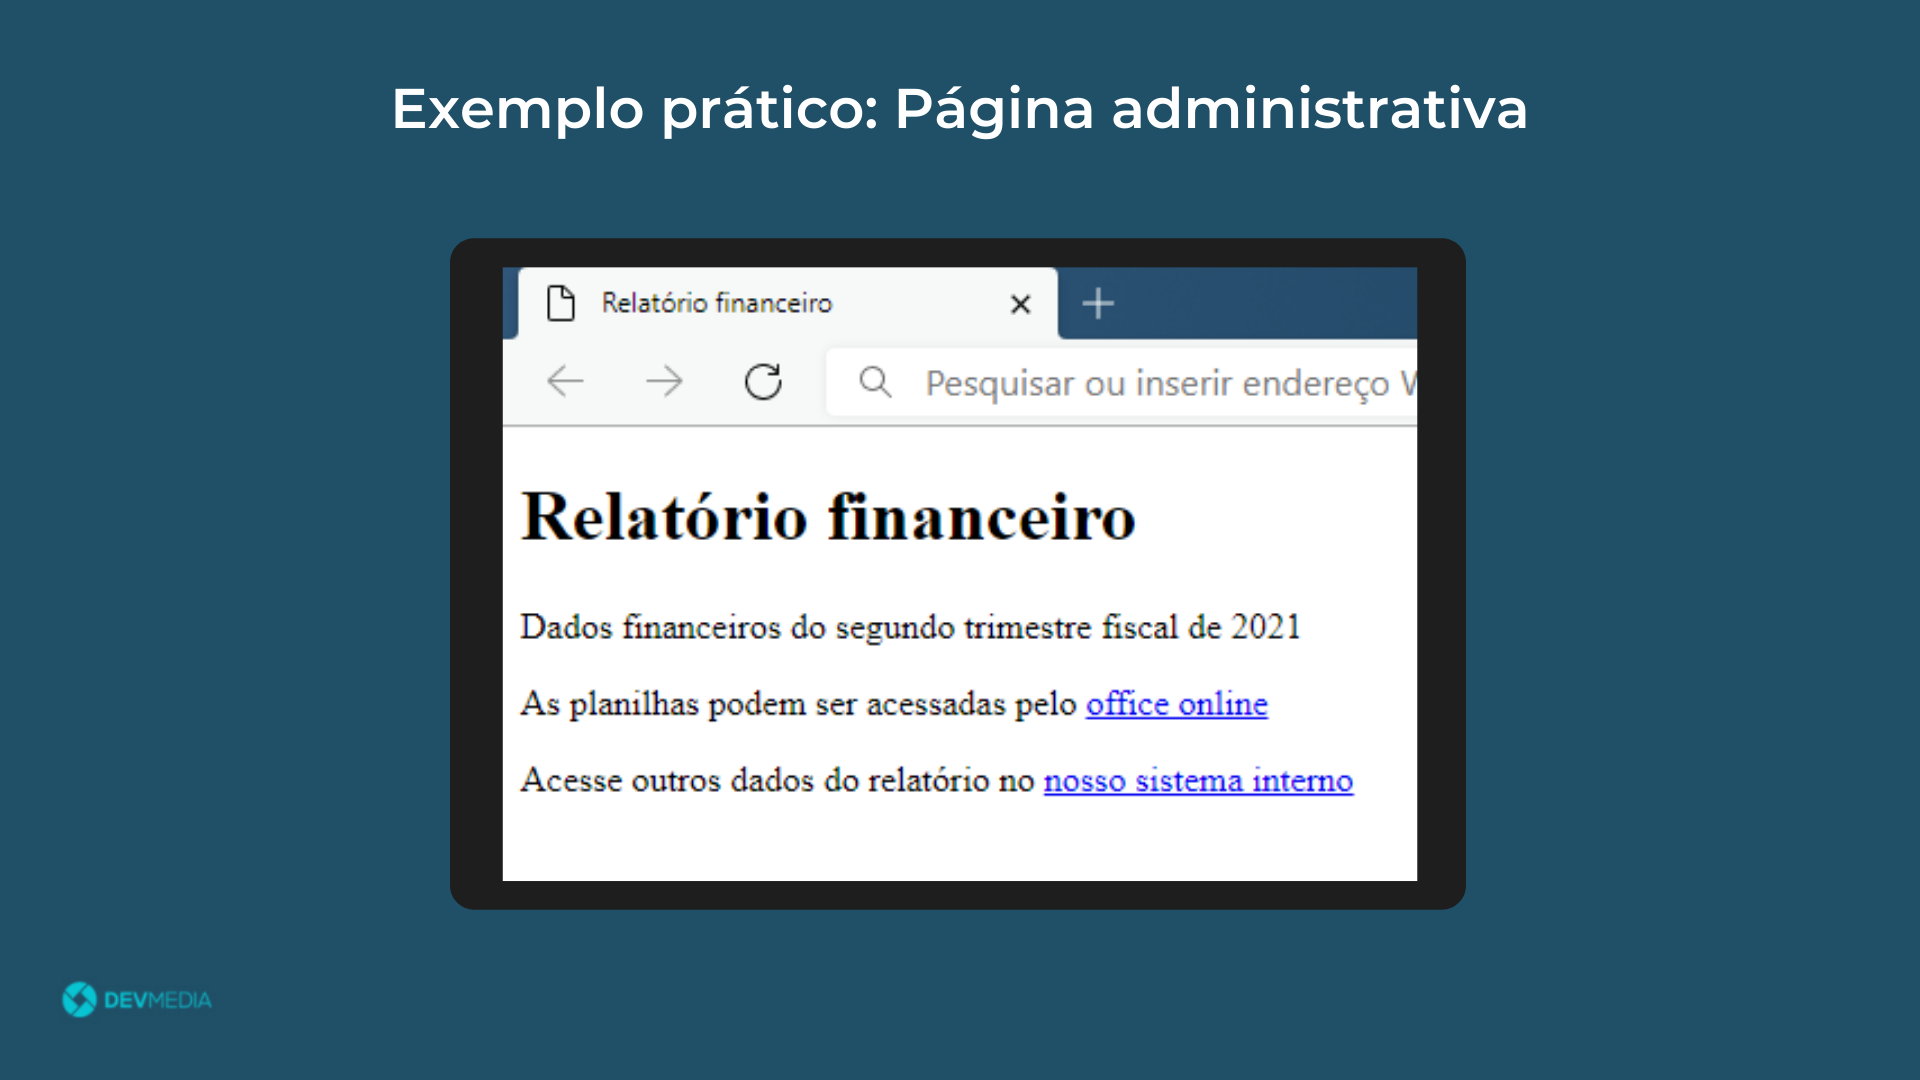 Exemplo prático: Página administrativa
Relatório financeiro
Pesquisar ou inserir endereço
Relatório financeiro
Dados financeiros do segundo trimestre fiscal de 2021
As planilhas podem ser acessadas pelo office online
Acesse outros dados do relatório no nosso sistema interno
DEVMEDIA